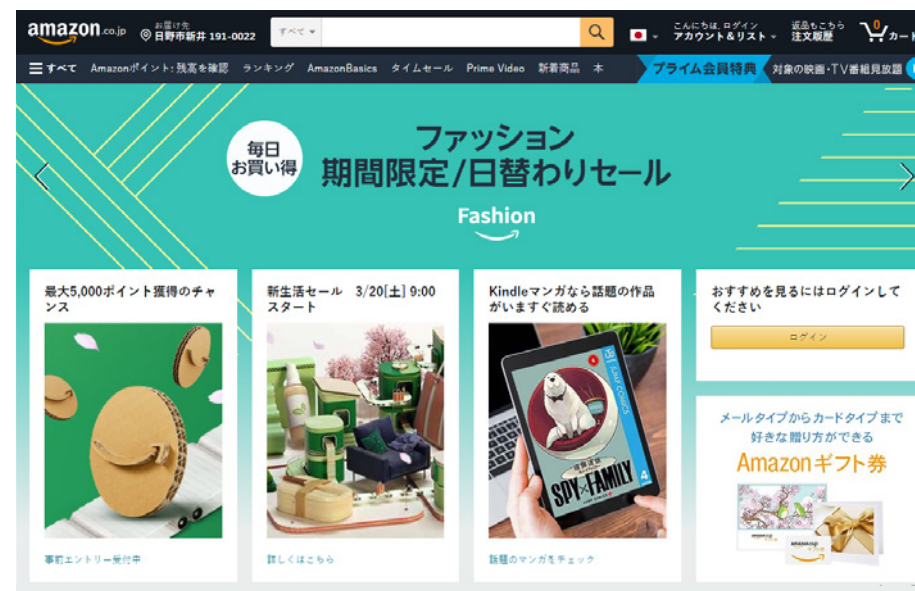 amazon.co.jp
お届け先
日野市新井 191-0022
すべて
こんにちは, ログイン
アカウント&リスト
返品もこちら
注文履歴
0
カート
すべて
Amazonポイント: 残高を確認
ランキング
AmazonBasics
タイムセール
Prime Video
新着商品
本
プライム会員特典
対象の映画・TV番組見放題
毎日
お買い得
ファッション
期間限定/日替わりセール
Fashion
最大5,000ポイント獲得のチャ
ンス
事前エントリー受付中
新生活セール 3/20[土] 9:00
スタート
詳しくはこちら
Kindleマンガなら話題の作品
がいますぐ読める
JUMP COMICS
SPY×FAMILY
4
話題のマンガをチェック
おすすめを見るにはログインして
ください
ログイン
メールタイプからカードタイプまで
好きな贈り方ができる
Amazonギフト券